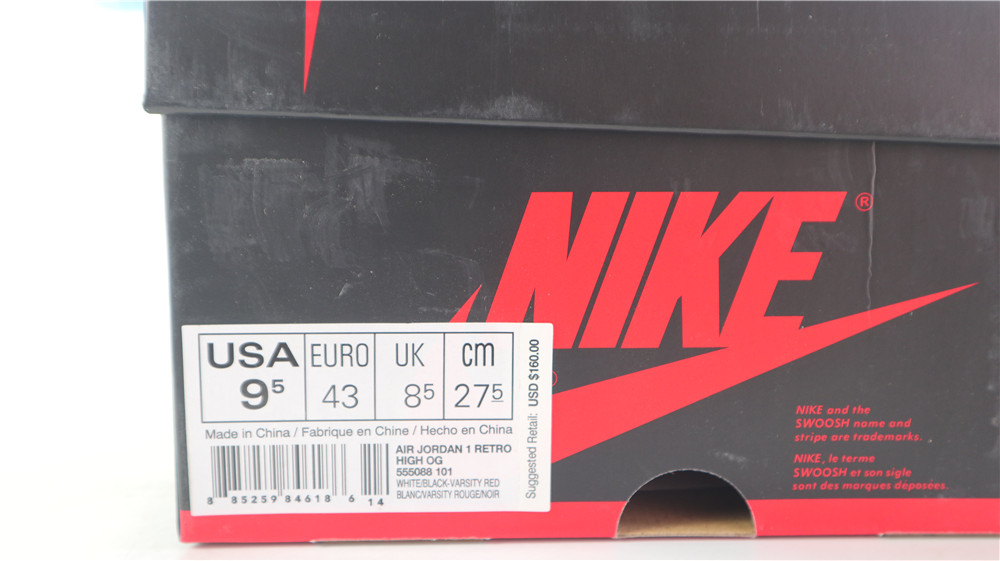 NIKE®
USA EURO UK cm
9⁵ 43 8⁵ 27⁵
Made in China / Fabrique en Chine / Hecho en China
AIR JORDAN 1 RETRO
HIGH OG
555088 101
WHITE/BLACK-VARSITY RED
BLANC/VARSITY ROUGE/NOIR
8 85259 84618 6 14
Suggested Retail: USD $160.00
®
NIKE and the
SWOOSH name and
stripe are trademarks.
NIKE, le terme
SWOOSH et son sigle
sont des marques déposées.